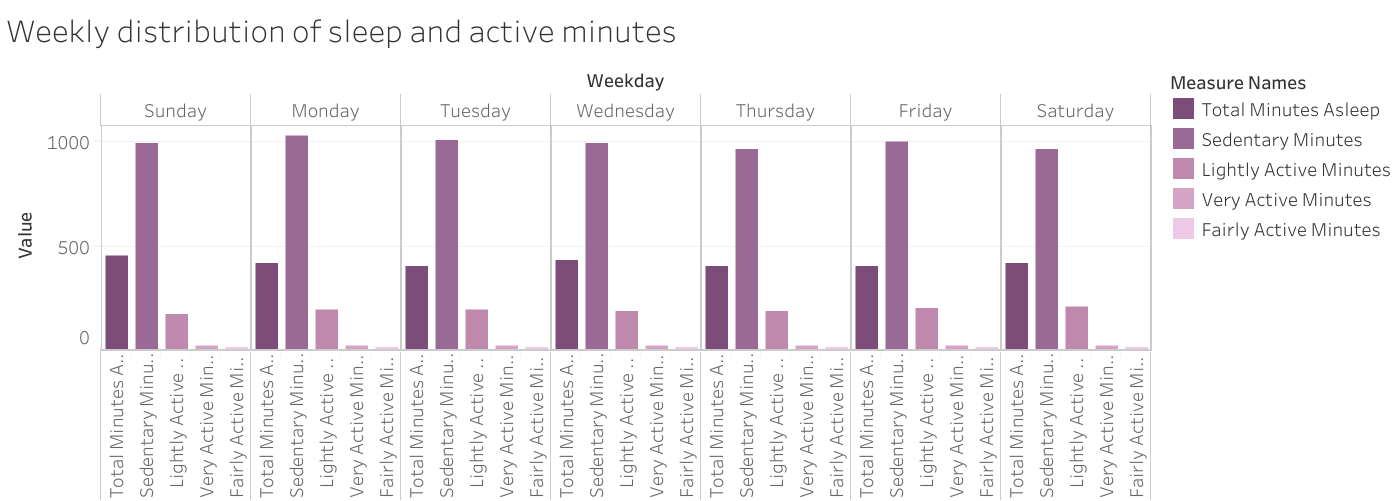 Weekly distribution of sleep and active minutes
Weekday
Sunday Monday Tuesday Wednesday Thursday Friday Saturday
Value
1000
500
0
Total Minutes A..
Sedentary Minu..
Lightly Active ..
Very Active Min..
Fairly Active Mi..
Total Minutes A..
Sedentary Minu..
Lightly Active ..
Very Active Min..
Fairly Active Mi..
Total Minutes A..
Sedentary Minu..
Lightly Active ..
Very Active Min..
Fairly Active Mi..
Total Minutes A..
Sedentary Minu..
Lightly Active ..
Very Active Min..
Fairly Active Mi..
Total Minutes A..
Sedentary Minu..
Lightly Active ..
Very Active Min..
Fairly Active Mi..
Total Minutes A..
Sedentary Minu..
Lightly Active ..
Very Active Min..
Fairly Active Mi..
Total Minutes A..
Sedentary Minu..
Lightly Active ..
Very Active Min..
Fairly Active Mi..
Measure Names
Total Minutes Asleep
Sedentary Minutes
Lightly Active Minutes
Very Active Minutes
Fairly Active Minutes